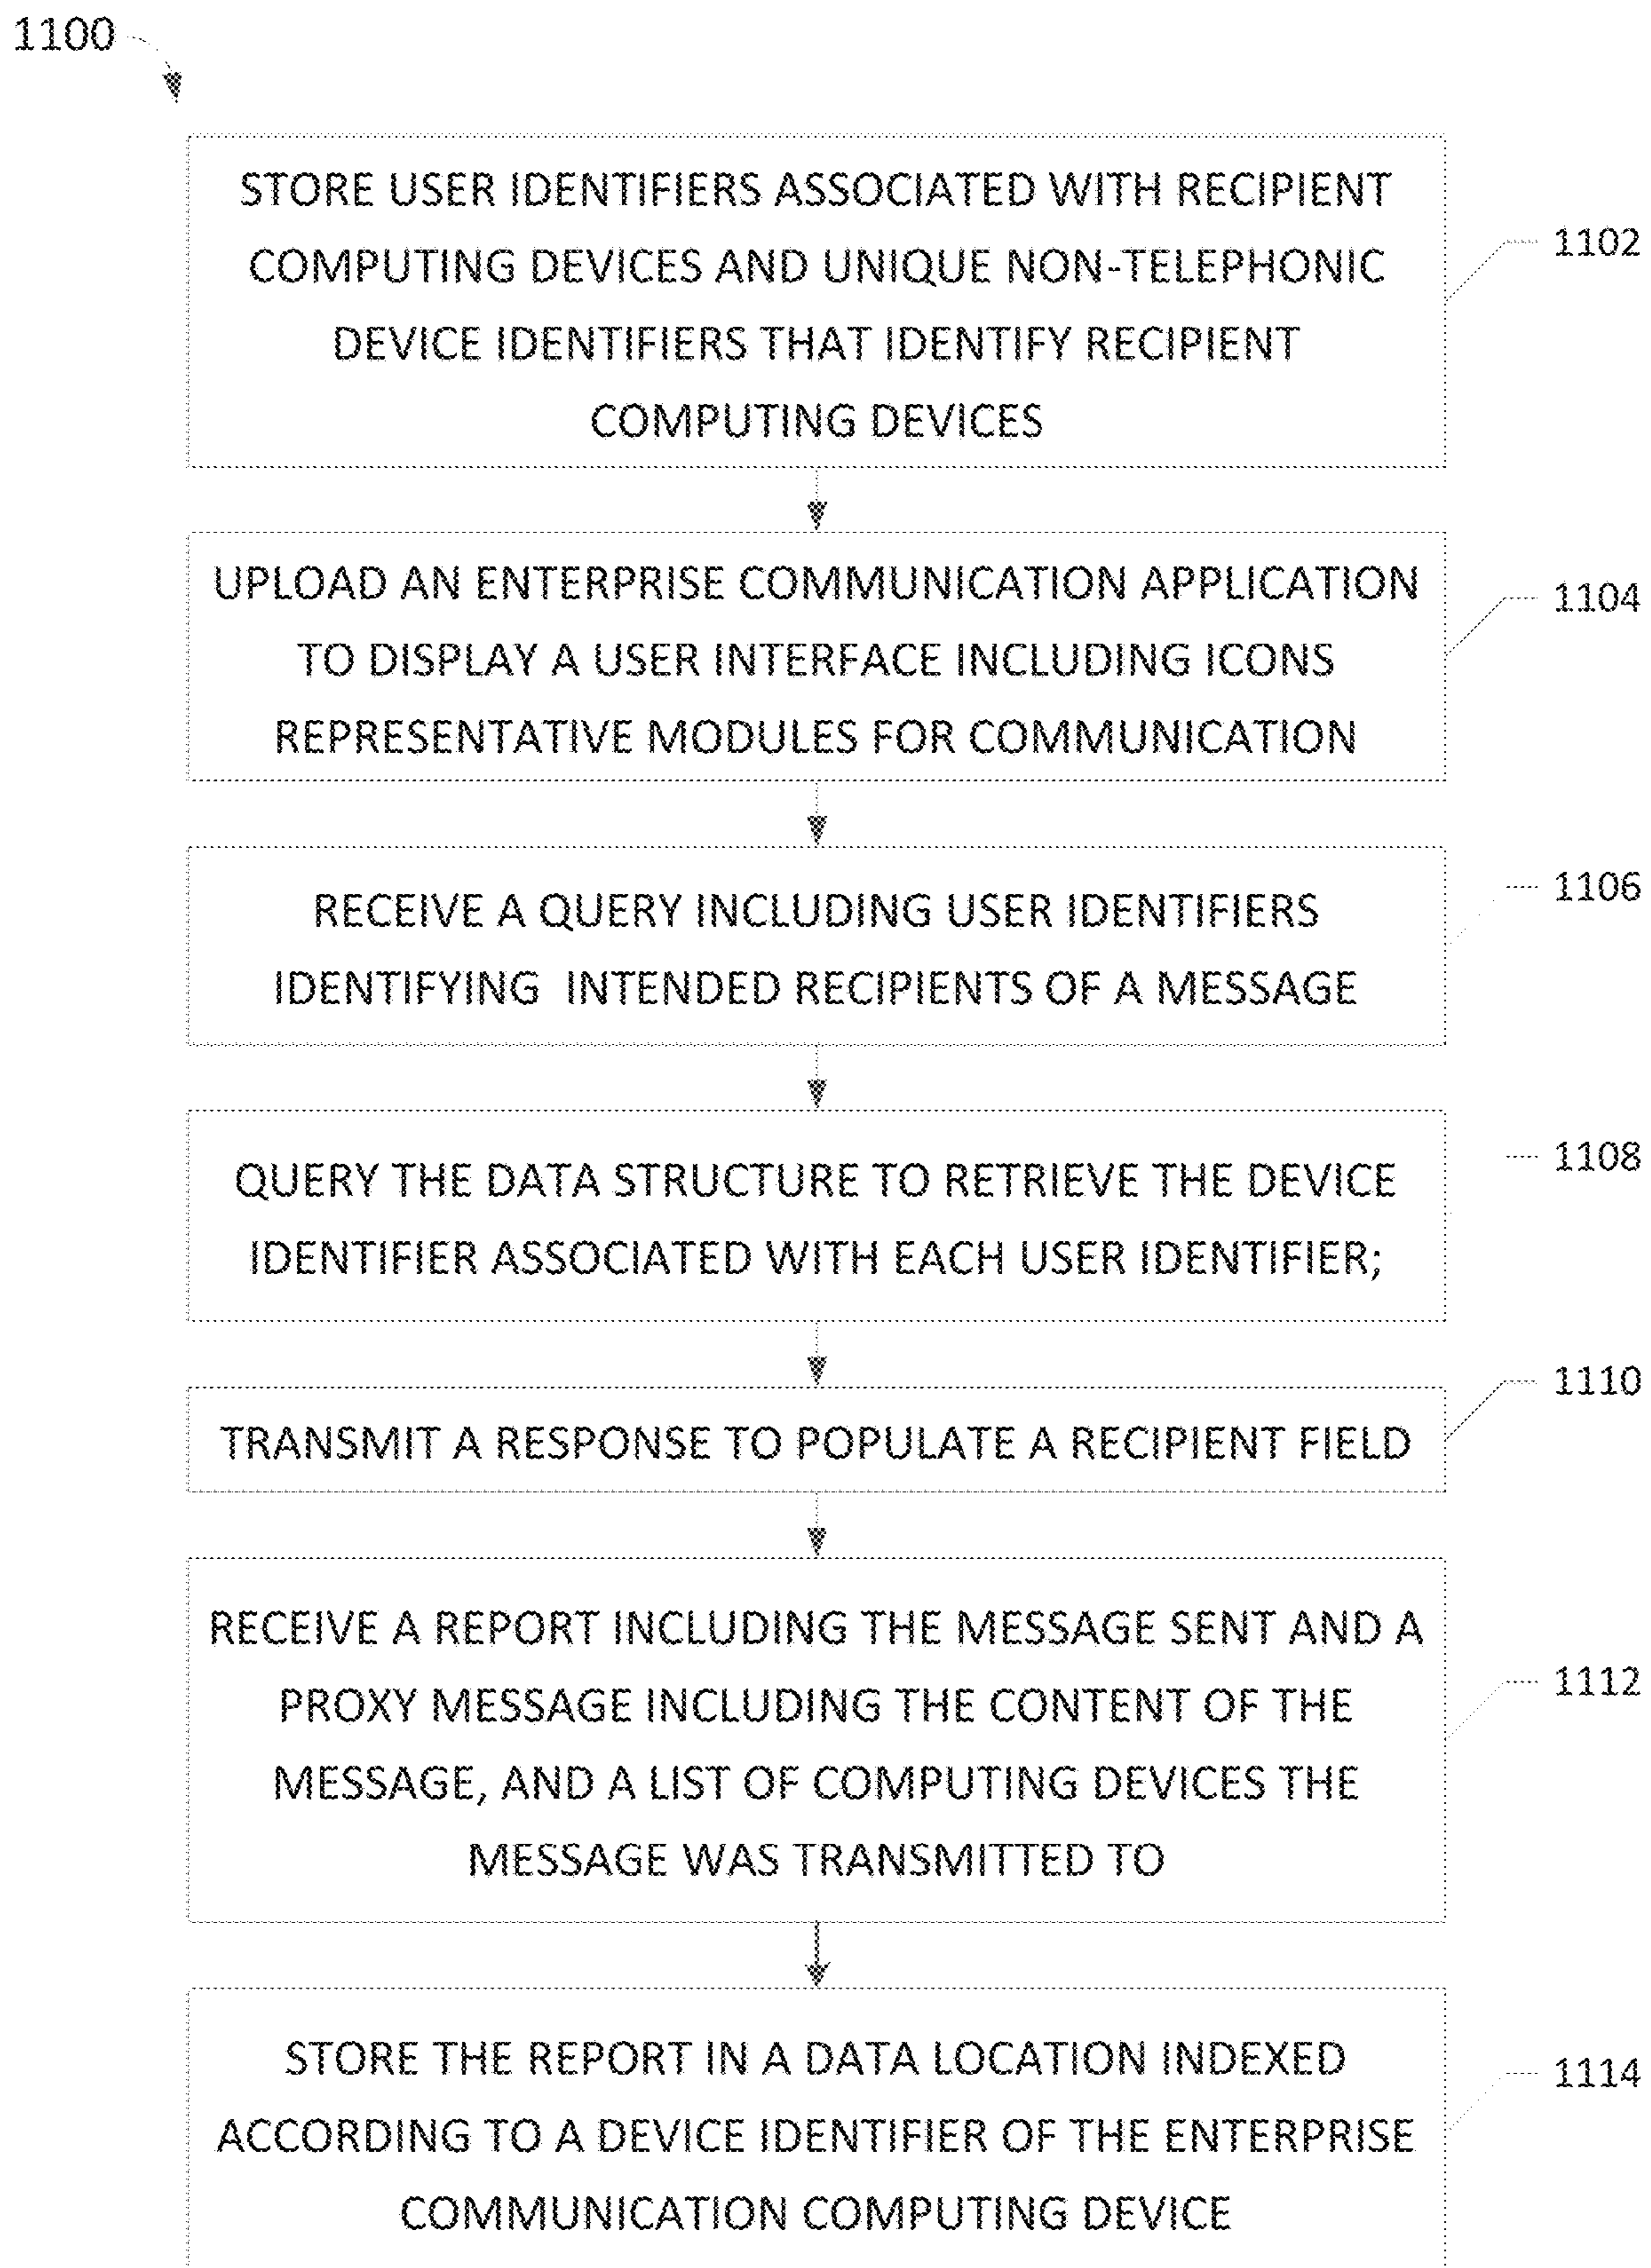 1100
STORE USER IDENTIFIERS ASSOCIATED WITH RECIPIENT
COMPUTING DEVICES AND UNIQUE NON-TELEPHONIC
DEVICE IDENTIFIERS THAT IDENTIFY RECIPIENT
COMPUTING DEVICES
1102
UPLOAD AN ENTERPRISE COMMUNICATION APPLICATION
TO DISPLAY A USER INTERFACE INCLUDING ICONS
REPRESENTATIVE MODULES FOR COMMUNICATION
1104
RECEIVE A QUERY INCLUDING USER IDENTIFIERS
IDENTIFYING INTENDED RECIPIENTS OF A MESSAGE
1106
QUERY THE DATA STRUCTURE TO RETRIEVE THE DEVICE
IDENTIFIER ASSOCIATED WITH EACH USER IDENTIFIER;
1108
TRANSMIT A RESPONSE TO POPULATE A RECIPIENT FIELD
1110
RECEIVE A REPORT INCLUDING THE MESSAGE SENT AND A
PROXY MESSAGE INCLUDING THE CONTENT OF THE
MESSAGE, AND A LIST OF COMPUTING DEVICES THE
MESSAGE WAS TRANSMITTED TO
1112
STORE THE REPORT IN A DATA LOCATION INDEXED
ACCORDING TO A DEVICE IDENTIFIER OF THE ENTERPRISE
COMMUNICATION COMPUTING DEVICE
1114